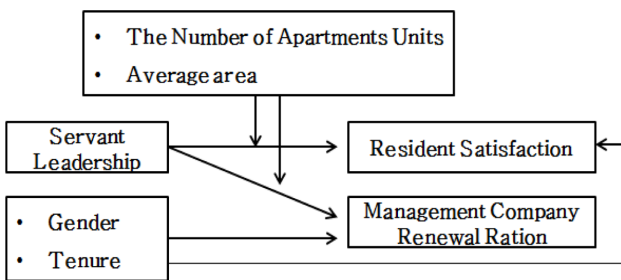 • The Number of Apartments Units
• Average area
Servant
Leadership
Resident Satisfaction
• Gender
• Tenure
Management Company
Renewal Ration